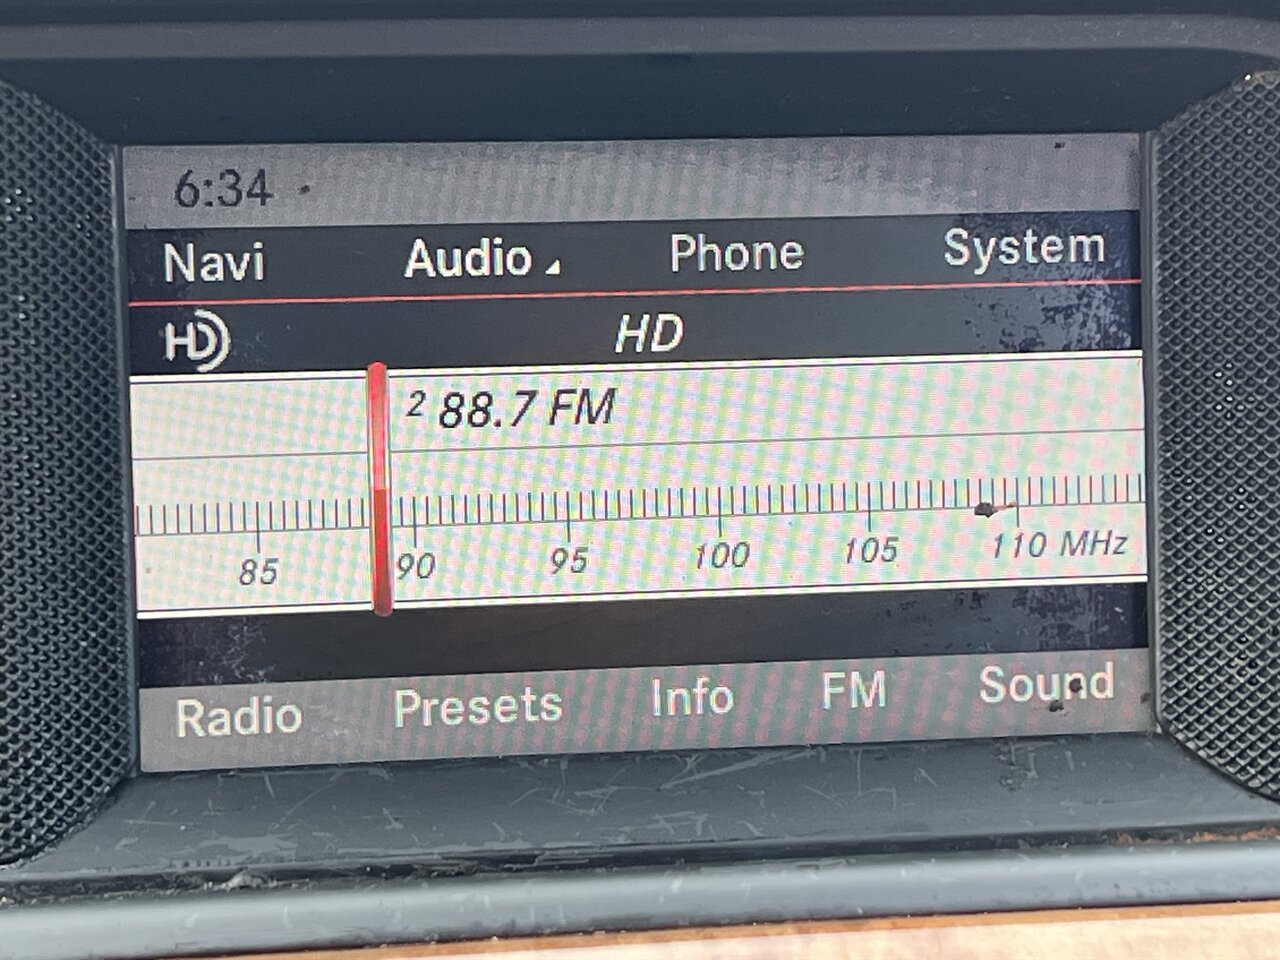 6:34
Navi Audio Phone System
HD HD
2 88.7 FM
85 90 95 100 105 110 MHz
Radio Presets Info FM Sound